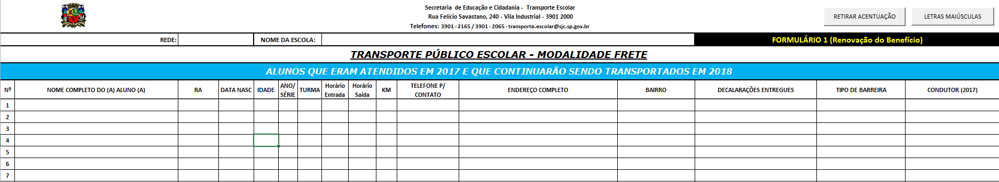 Secretaria de Educação e Cidadania - Transporte Escolar
Rua Felício Savastano, 240 - Vila Industrial - 3901 2000
Telefones: 3901 - 2165 / 3901 - 2065 - transporte.escolar@sjc.sp.gov.br
RETIRAR ACENTUAÇÃO
LETRAS MAIÚSCULAS
REDE: NOME DA ESCOLA: FORMULÁRIO 1 (Renovação do Benefício)
TRANSPORTE PÚBLICO ESCOLAR - MODALIDADE FRETE
ALUNOS QUE ERAM ATENDIDOS EM 2017 E QUE CONTINUARÃO SENDO TRANSPORTADOS EM 2018
Nº NOME COMPLETO DO (A) ALUNO (A) RA DATA NASC IDADE ANO/ SÉRIE TURMA Horário Entrada Horário Saída KM TELEFONE P/ CONTATO ENDEREÇO COMPLETO BAIRRO DECALARAÇÕES ENTREGUES TIPO DE BARREIRA CONDUTOR (2017)
1
2
3
4
5
6
7